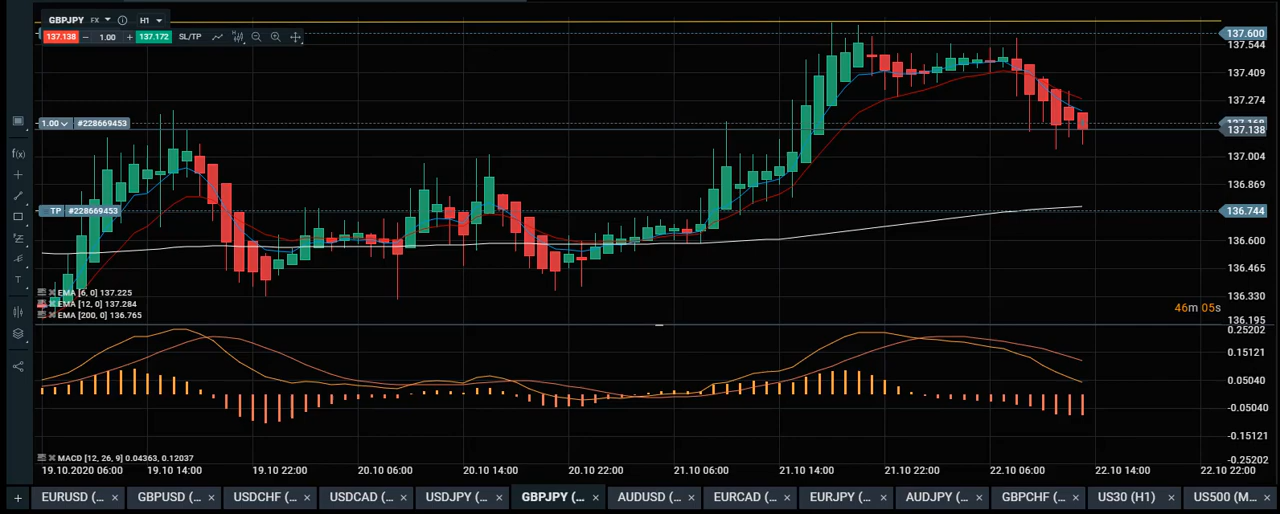 GBPJPY FX H1
137.138 − 1.00 + 137.172 SL/TP
137.600
137.544
137.409
137.274
1.00 #228669453
137.168
137.138
137.004
136.869
TP #228669453
136.744
136.600
136.465
136.330
136.195
EMA [6, 0] 137.225
EMA [12, 0] 137.284
EMA [200, 0] 136.765
46m 05s
0.25202
0.15121
0.05040
-0.05040
-0.15121
-0.25202
MACD [12, 26, 9] 0.04363, 0.12037
19.10.2020 06:00 19.10 14:00 19.10 22:00 20.10 06:00 20.10 14:00 20.10 22:00 21.10 06:00 21.10 14:00 21.10 22:00 22.10 06:00 22.10 14:00 22.10 22:00
+ EURUSD (... × GBPUSD (... × USDCHF (... × USDCAD (... × USDJPY (... × GBPJPY (... × AUDUSD (... × EURCAD (... × EURJPY (... × AUDJPY (... × GBPCHF (... × US30 (H1) × US500 (M... ×
f(x)
T